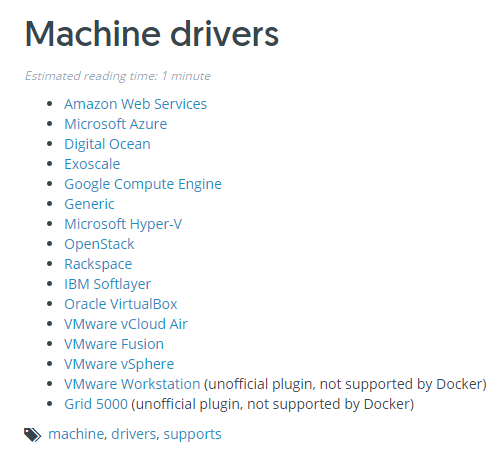 Machine drivers
Estimated reading time: 1 minute
Amazon Web Services
Microsoft Azure
Digital Ocean
Exoscale
Google Compute Engine
Generic
Microsoft Hyper-V
OpenStack
Rackspace
IBM Softlayer
Oracle VirtualBox
VMware vCloud Air
VMware Fusion
VMware vSphere
VMware Workstation (unofficial plugin, not supported by Docker)
Grid 5000 (unofficial plugin, not supported by Docker)
machine, drivers, supports